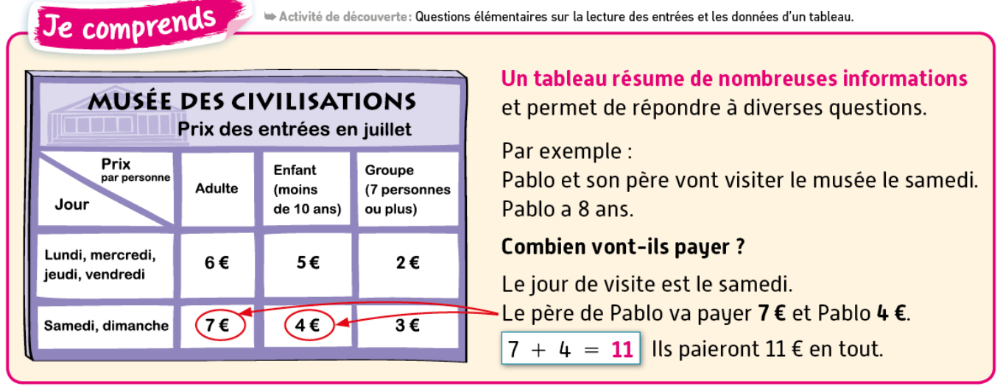 Je comprends
➥ Activité de découverte : Questions élémentaires sur la lecture des entrées et les données d'un tableau.
MUSÉE DES CIVILISATIONS
Prix des entrées en juillet
Prix
par personne
Jour
Adulte
Enfant
(moins
de 10 ans)
Groupe
(7 personnes
ou plus)
Lundi, mercredi,
jeudi, vendredi
6 €
5 €
2 €
Samedi, dimanche
7 €
4 €
3 €
Un tableau résume de nombreuses informations
et permet de répondre à diverses questions.
Par exemple :
Pablo et son père vont visiter le musée le samedi.
Pablo a 8 ans.
Combien vont-ils payer ?
Le jour de visite est le samedi.
Le père de Pablo va payer 7 € et Pablo 4 €.
7 + 4 = 11 Ils paieront 11 € en tout.